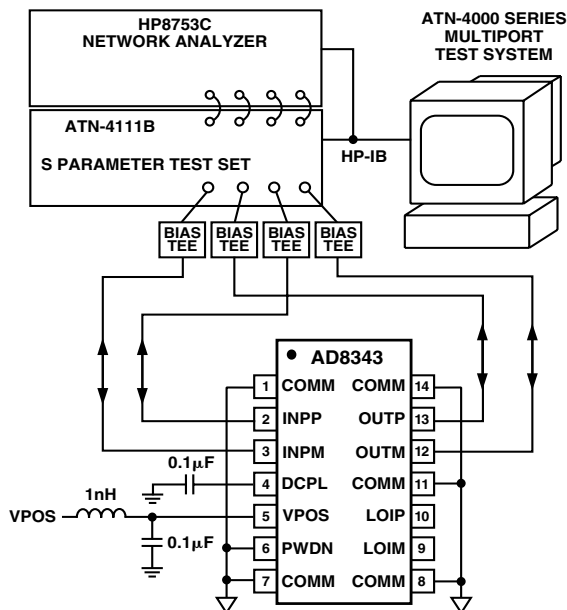 HP8753C
NETWORK ANALYZER
ATN-4000 SERIES
MULTIPORT
TEST SYSTEM
ATN-4111B
S PARAMETER TEST SET
HP-IB
BIAS
TEE
BIAS
TEE
BIAS
TEE
BIAS
TEE
AD8343
1 COMM COMM 14
2 INPP OUTP 13
3 INPM OUTM 12
0.1μF
4 DCPL COMM 11
1nH
VPOS
5 VPOS LOIP 10
0.1μF
6 PWDN LOIM 9
7 COMM COMM 8